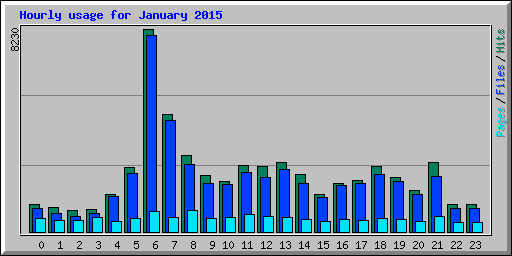 Hourly usage for January 2015
8230
Pages/Files/Hits
0 1 2 3 4 5 6 7 8 9 10 11 12 13 14 15 16 17 18 19 20 21 22 23